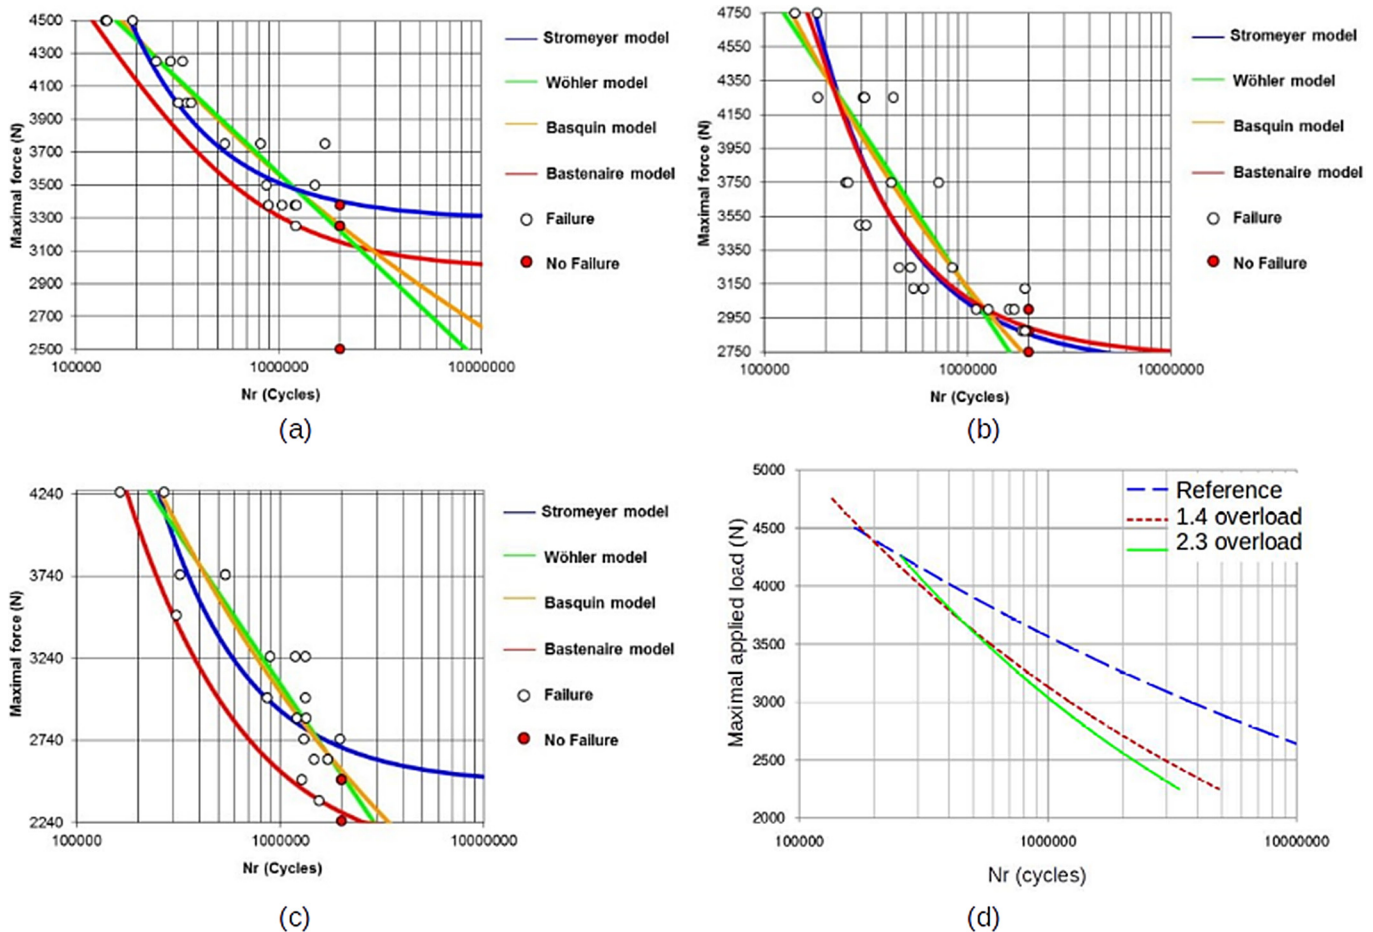 4500
4300
4100
3900
3700
3500
3300
3100
2900
2700
2500
Maximal force (N)
100000 1000000 10000000
Nr (Cycles)
Stromeyer model
Wöhler model
Basquin model
Bastenaire model
Failure
No Failure
(a)
4750
4550
4350
4150
3950
3750
3550
3350
3150
2950
2750
Maximal force (N)
100000 1000000 10000000
Nr (Cycles)
Stromeyer model
Wöhler model
Basquin model
Bastenaire model
Failure
No Failure
(b)
4240
3740
3240
2740
2240
Maximal force (N)
100000 1000000 10000000
Nr (Cycles)
Stromeyer model
Wöhler model
Basquin model
Bastenaire model
Failure
No Failure
(c)
5000
4500
4000
3500
3000
2500
2000
Maximal applied load (N)
100000 1000000 10000000
Nr (cycles)
Reference
1.4 overload
2.3 overload
(d)